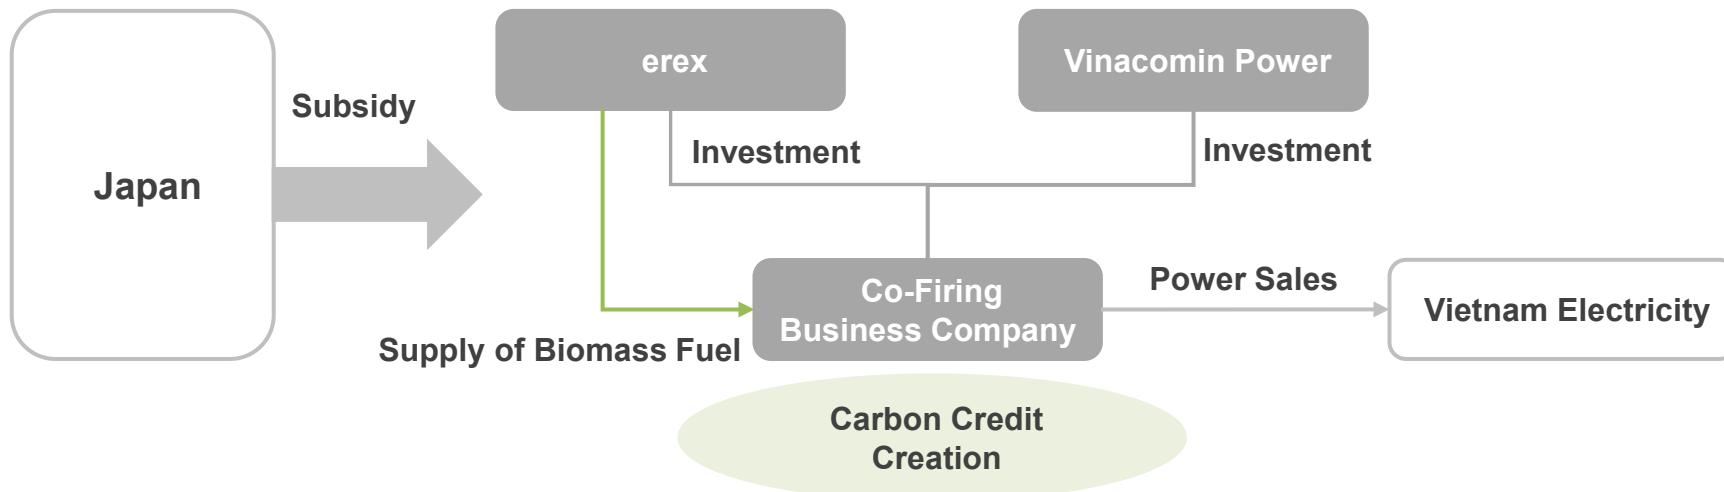 erex
Vinacomin Power
Subsidy
Investment
Investment
Japan
Co-Firing
Business Company
Power Sales
Vietnam Electricity
Supply of Biomass Fuel
Carbon Credit
Creation